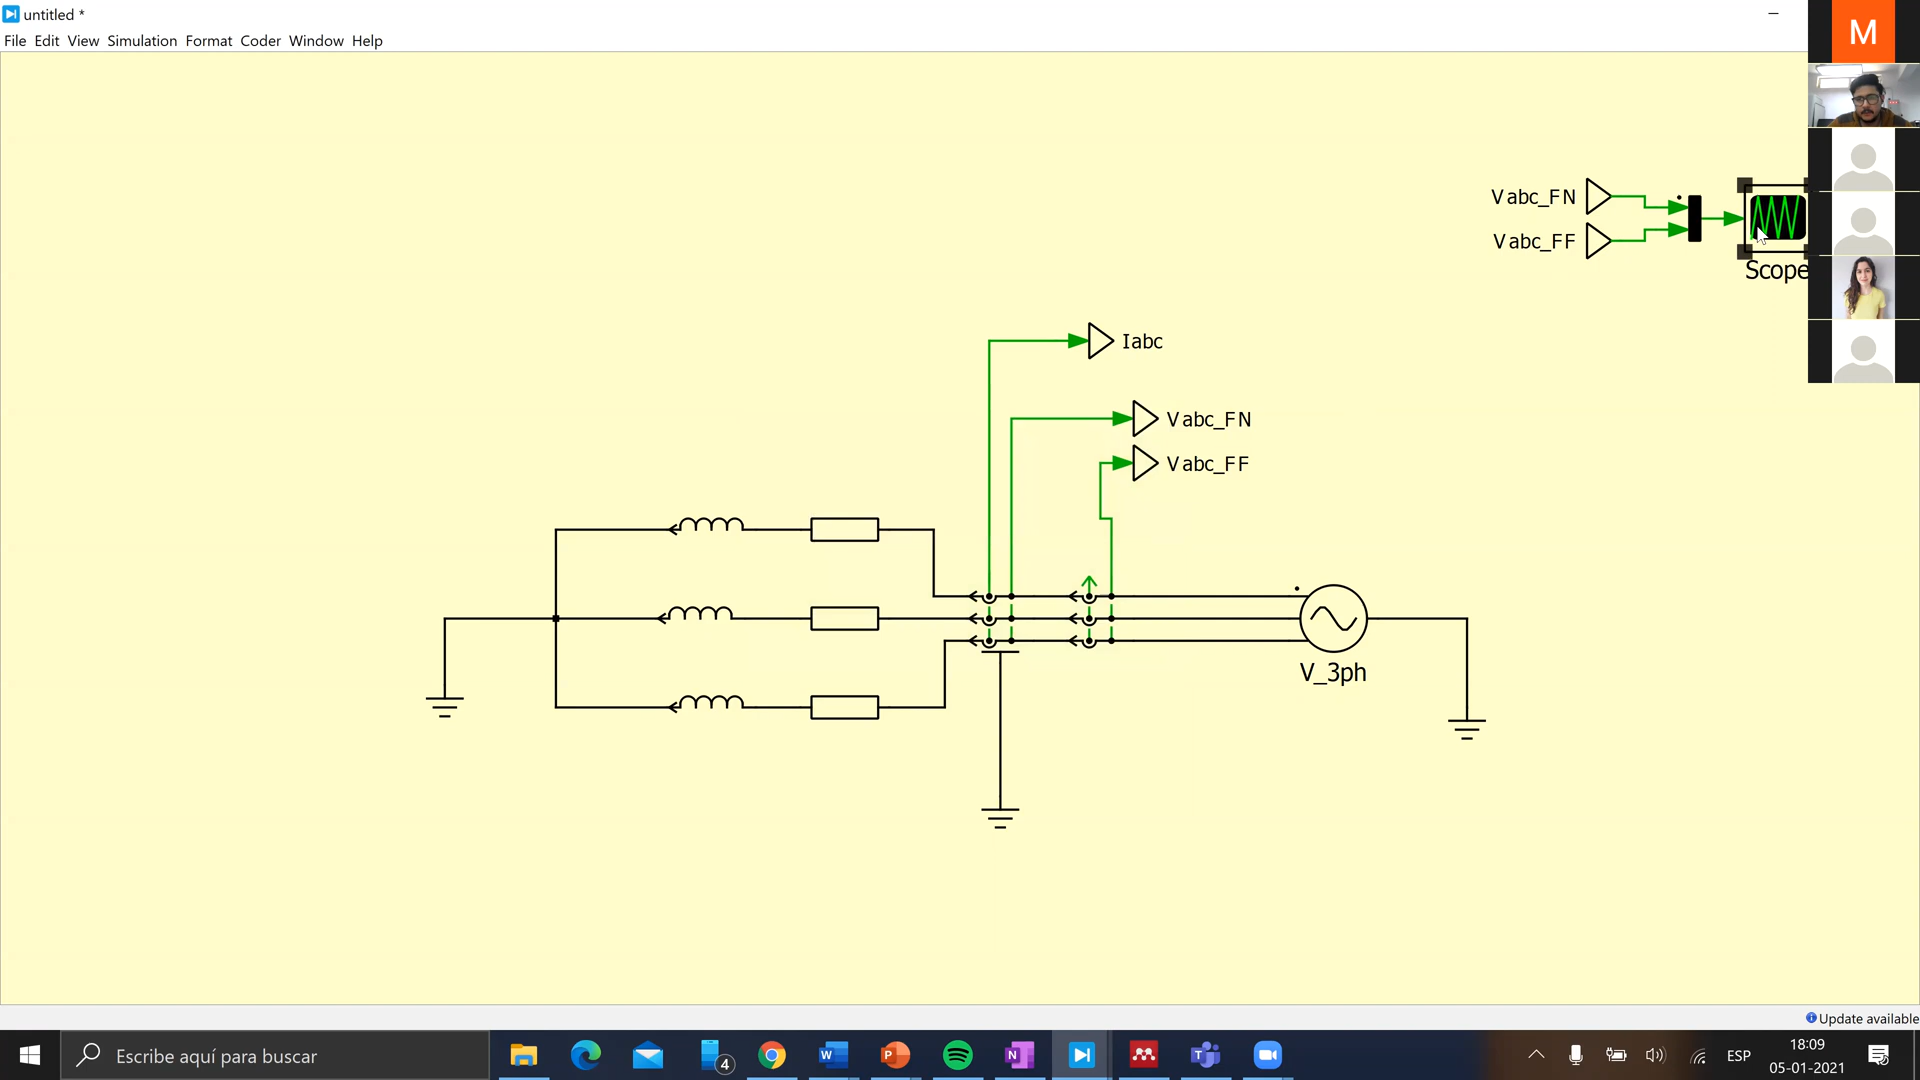 untitled *
File Edit View Simulation Format Coder Window Help
M
Vabc_FN
Vabc_FF
Scope
Iabc
Vabc_FN
Vabc_FF
V_3ph
Update available
Escribe aquí para buscar
4
ESP
18:09
05-01-2021